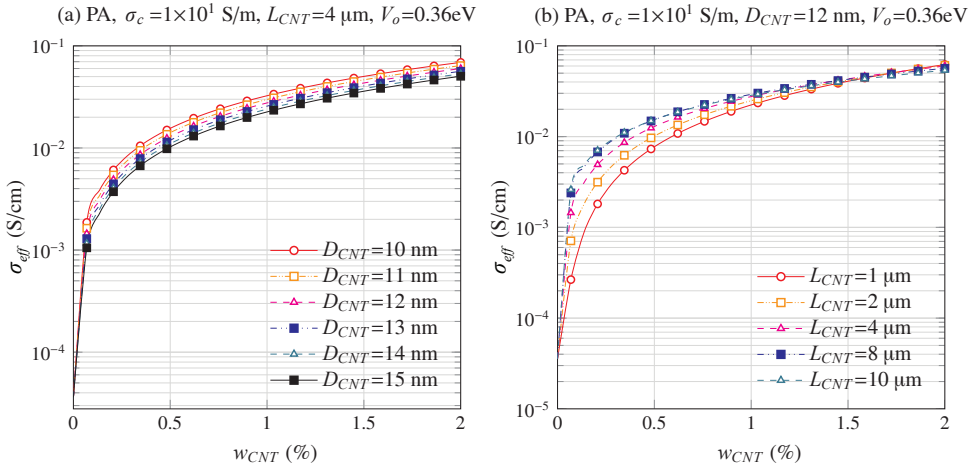 (a) PA, σc=1×10¹ S/m, LCNT=4 µm, Vo=0.36eV
10⁻¹
10⁻²
10⁻³
10⁻⁴
σeff (S/cm)
DCNT=10 nm
DCNT=11 nm
DCNT=12 nm
DCNT=13 nm
DCNT=14 nm
DCNT=15 nm
0 0.5 1 1.5 2
wCNT (%)
(b) PA, σc=1×10¹ S/m, DCNT=12 nm, Vo=0.36eV
10⁻¹
10⁻²
10⁻³
10⁻⁴
10⁻⁵
σeff (S/cm)
LCNT=1 µm
LCNT=2 µm
LCNT=4 µm
LCNT=8 µm
LCNT=10 µm
0 0.5 1 1.5 2
wCNT (%)